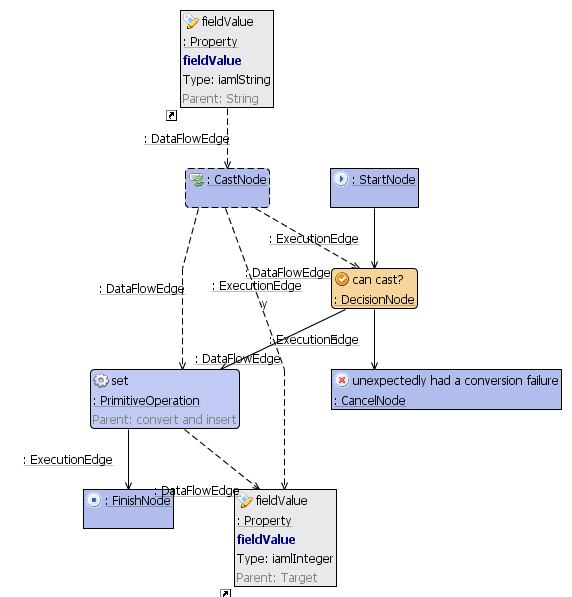 fieldValue
: Property
fieldValue
Type: iamlString
Parent: String
: DataFlowEdge
: CastNode
: StartNode
: ExecutionEdge
: DataFlowEdge
can cast?
: DecisionNode
: ExecutionEdge
: DataFlowEdge
: ExecutionEdge
: DataFlowEdge
set
: PrimitiveOperation
Parent: convert and insert
unexpectedly had a conversion failure
: CancelNode
: ExecutionEdge
: DataFlowEdge
: FinishNode
fieldValue
: Property
fieldValue
Type: iamlInteger
Parent: Target